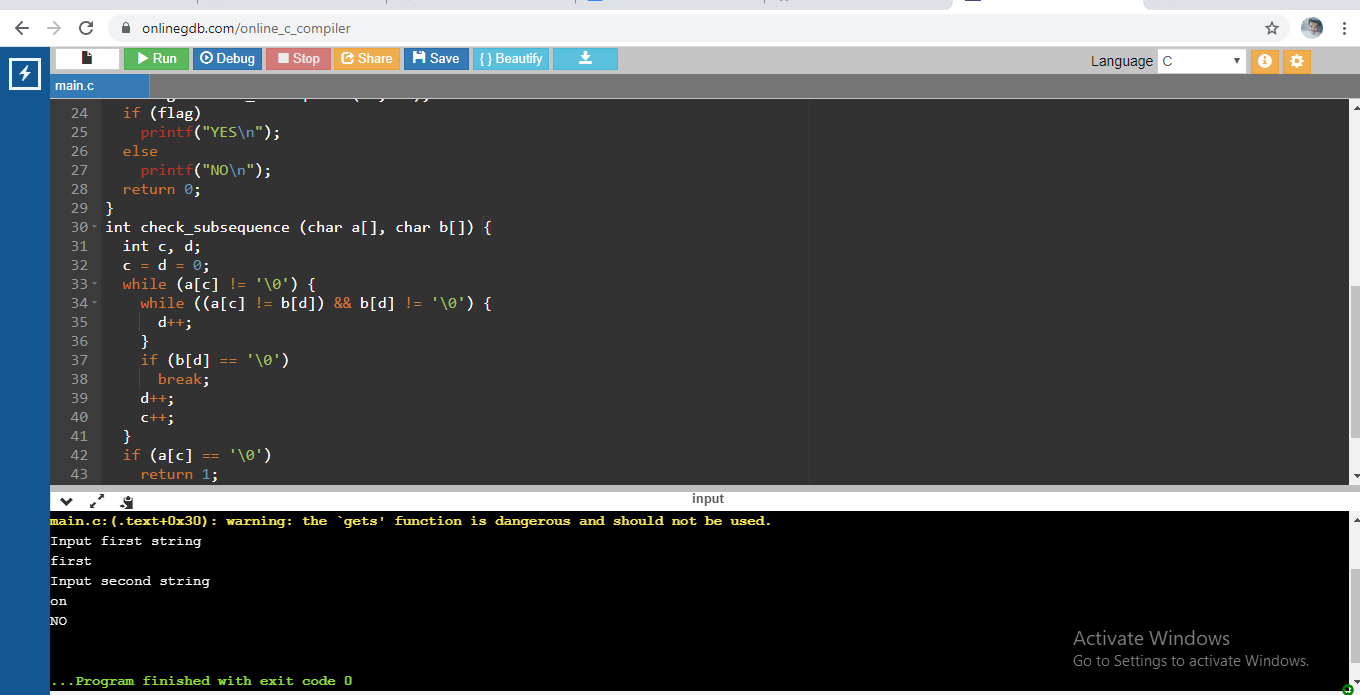 onlinegdb.com/online_c_compiler
Run Debug Stop Share Save { } Beautify Language C
main.c
24 if (flag)
25 printf("YES\n");
26 else
27 printf("NO\n");
28 return 0;
29 }
30 int check_subsequence (char a[], char b[]) {
31 int c, d;
32 c = d = 0;
33 while (a[c] != '\0') {
34 while ((a[c] != b[d]) && b[d] != '\0') {
35 d++;
36 }
37 if (b[d] == '\0')
38 break;
39 d++;
40 c++;
41 }
42 if (a[c] == '\0')
43 return 1;
input
main.c:(.text+0x30): warning: the `gets' function is dangerous and should not be used.
Input first string
first
Input second string
on
NO
Activate Windows
Go to Settings to activate Windows.
...Program finished with exit code 0